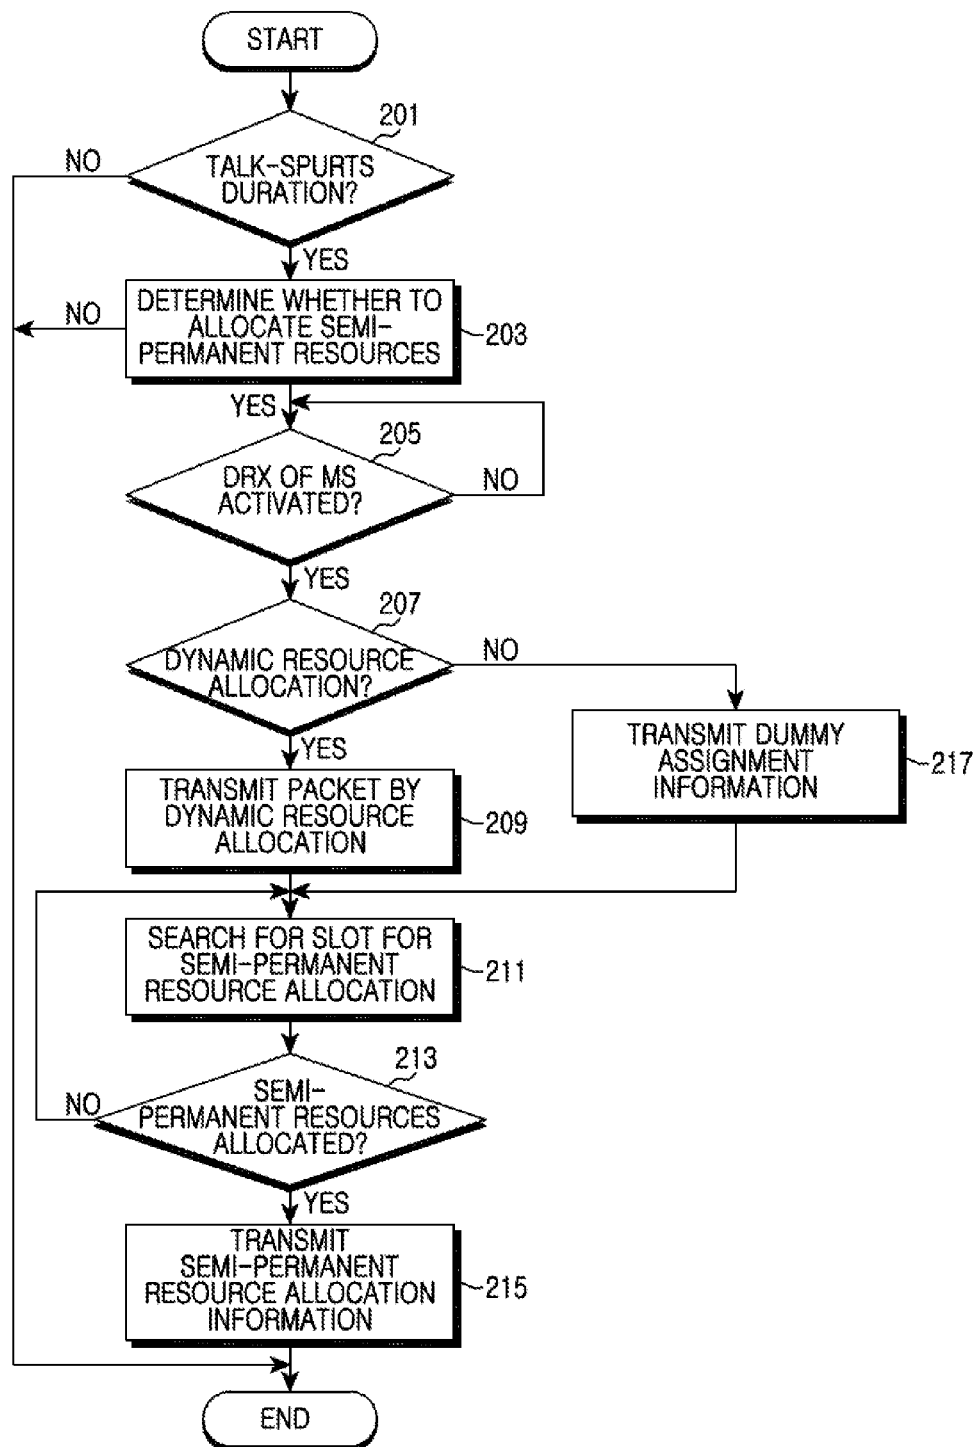 START
201
NO
TALK-SPURTS
DURATION?
YES
NO
DETERMINE WHETHER TO
ALLOCATE SEMI-
PERMANENT RESOURCES
203
YES
205
DRX OF MS
ACTIVATED?
NO
YES
207
DYNAMIC RESOURCE
ALLOCATION?
NO
YES
TRANSMIT DUMMY
ASSIGNMENT
INFORMATION
217
TRANSMIT PACKET BY
DYNAMIC RESOURCE
ALLOCATION
209
SEARCH FOR SLOT FOR
SEMI-PERMANENT
RESOURCE ALLOCATION
211
213
NO
SEMI-
PERMANENT RESOURCES
ALLOCATED?
YES
TRANSMIT
SEMI-PERMANENT
RESOURCE ALLOCATION
INFORMATION
215
END